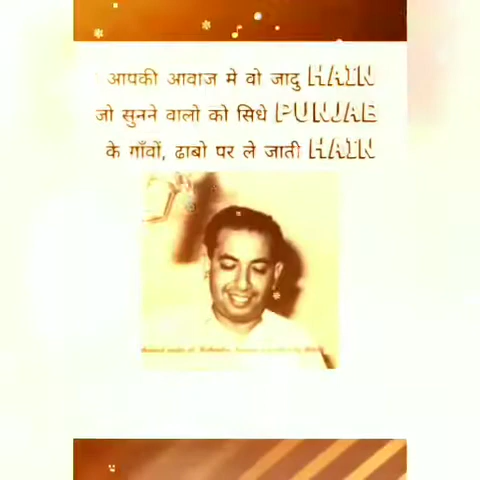 आपकी आवाज मे वो जादु HAIN
जो सुनने वालो को सिधे PUNJAB
के गाँवों, ढाबो पर ले जाती HAIN